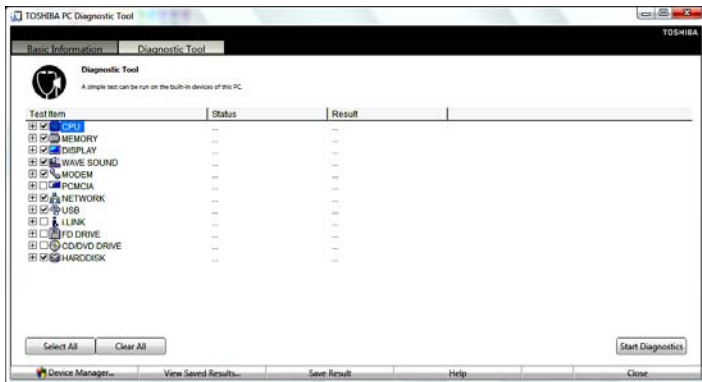 TOSHIBA PC Diagnostic Tool
TOSHIBA
Basic Information Diagnostic Tool
Diagnostic Tool
A simple test can be run on the built-in devices of this PC.
Test Item Status Result
CPU ... ...
MEMORY ... ...
DISPLAY ... ...
WAVE SOUND ... ...
MODEM ... ...
PCMCIA ... ...
NETWORK ... ...
USB ... ...
i.LINK ... ...
FD DRIVE ... ...
CD/DVD DRIVE ... ...
HARDDISK ... ...
Select All Clear All Start Diagnostics
Device Manager... View Saved Results... Save Result Help Close